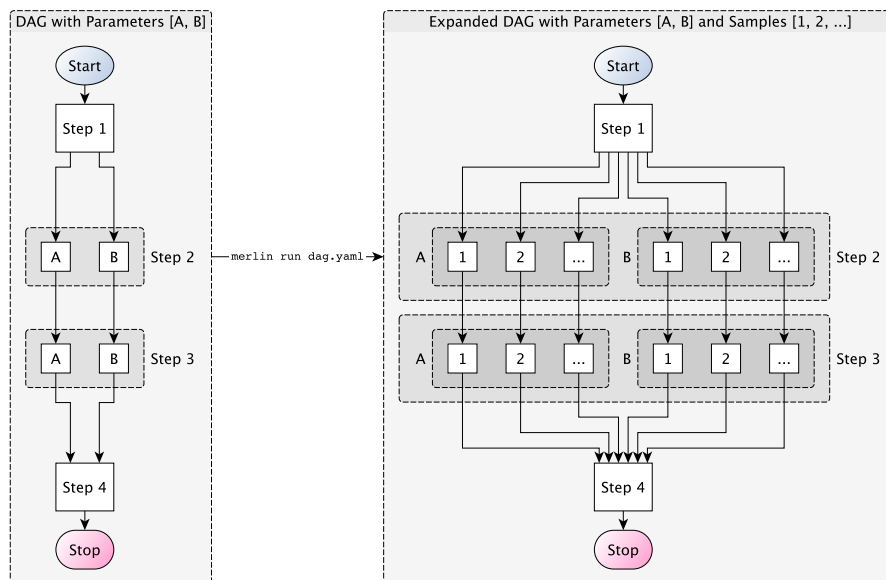 DAG with Parameters [A, B]
Start
Step 1
A
B
Step 2
A
B
Step 3
Step 4
Stop
merlin run dag.yaml
Expanded DAG with Parameters [A, B] and Samples [1, 2, ...]
Start
Step 1
A
1
2
...
B
1
2
...
Step 2
A
1
2
...
B
1
2
...
Step 3
Step 4
Stop